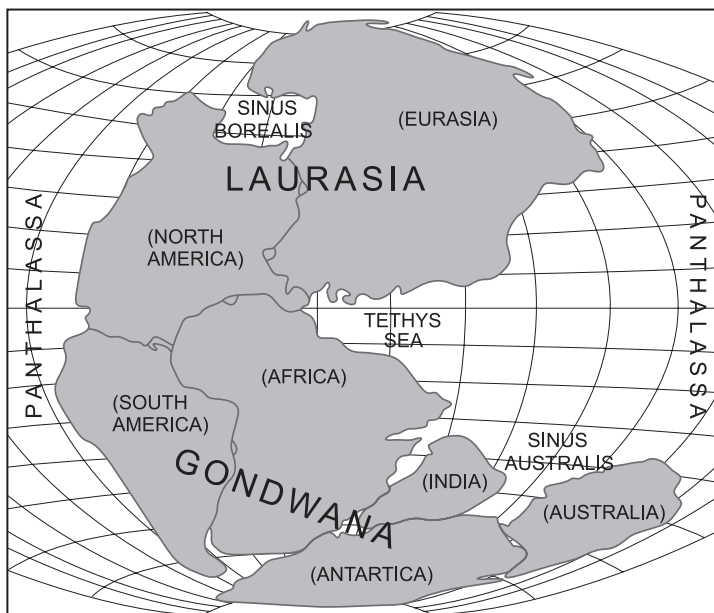 SINUS
BOREALIS
(EURASIA)
LAURASIA
PANTHALASSA
(NORTH
AMERICA)
PANTHALASSA
TETHYS
SEA
(AFRICA)
(SOUTH
AMERICA)
SINUS
AUSTRALIS
GONDWANA
(INDIA)
(AUSTRALIA)
(ANTARTICA)